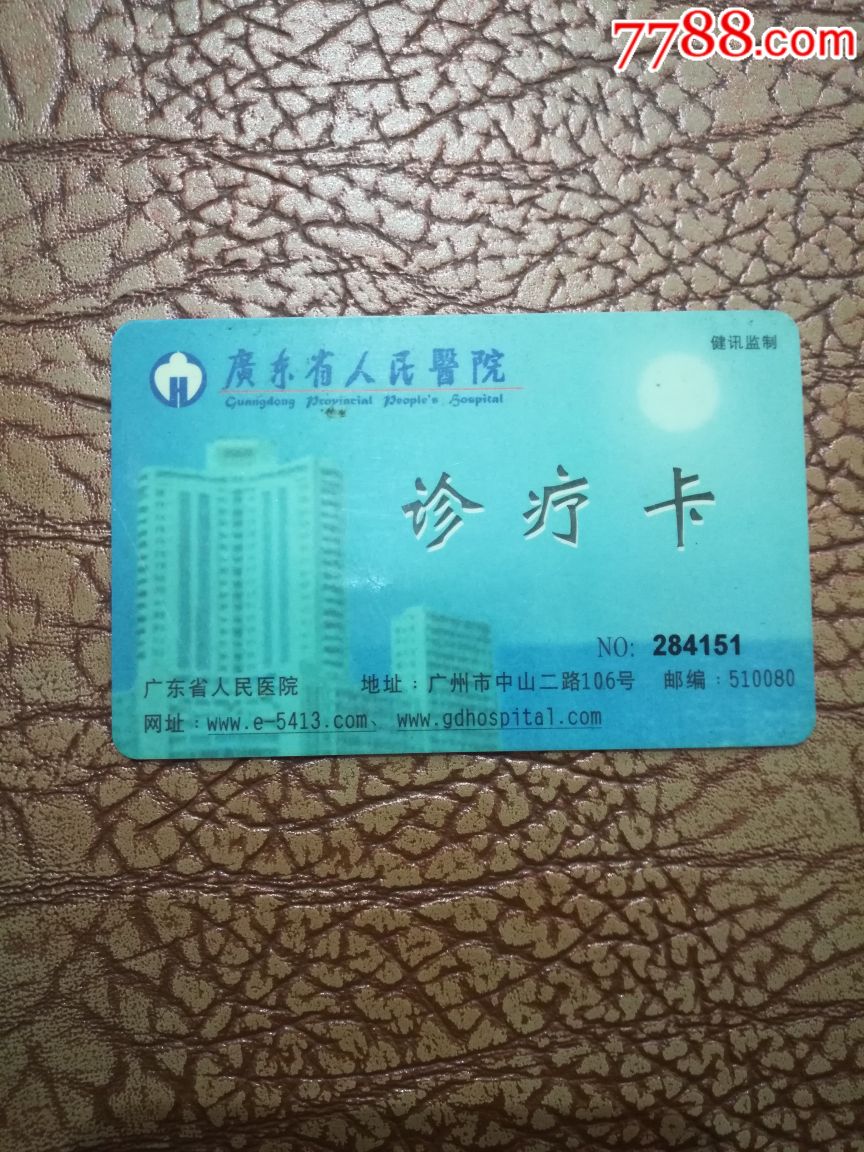 7788.com
健讯监制
廣东省人民醫院
Guangdong Provincial People's Hospital
诊疗卡
NO: 284151
广东省人民医院 地址：广州市中山二路106号 邮编：510080
网址：www.e-5413.com、www.gdhospital.com